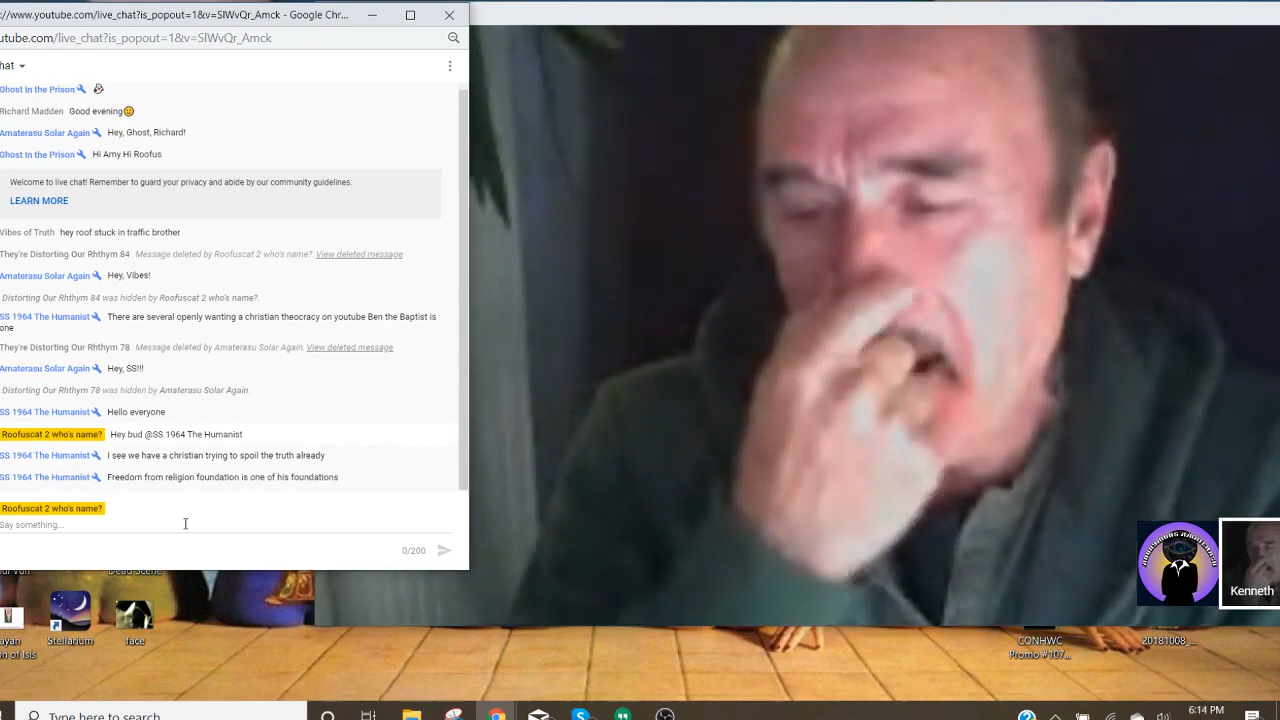 ://www.youtube.com/live_chat?is_popout=1&v=SlWvQr_Amck - Google Chr...
utube.com/live_chat?is_popout=1&v=SlWvQr_Amck
hat
Ghost In the Prison
Richard Madden Good evening
Amaterasu Solar Again Hey, Ghost, Richard!
Ghost In the Prison Hi Amy Hi Roofus
Welcome to live chat! Remember to guard your privacy and abide by our community guidelines.
LEARN MORE
Vibes of Truth hey roof stuck in traffic brother
They're Distorting Our Rhthym 84 Message deleted by Roofuscat 2 who's name? View deleted message
Amaterasu Solar Again Hey, Vibes!
Distorting Our Rhthym 84 was hidden by Roofuscat 2 who's name?.
SS 1964 The Humanist There are several openly wanting a christian theocracy on youtube Ben the Baptist is
one
They're Distorting Our Rhthym 78 Message deleted by Amaterasu Solar Again. View deleted message
Amaterasu Solar Again Hey, SS!!!
Distorting Our Rhthym 78 was hidden by Amaterasu Solar Again.
SS 1964 The Humanist Hello everyone
Roofuscat 2 who's name? Hey bud @SS 1964 The Humanist
SS 1964 The Humanist I see we have a christian trying to spoil the truth already
SS 1964 The Humanist Freedom from religion foundation is one of his foundations
Roofuscat 2 who's name?
Say something...
0/200
Kenneth
Dead Scene
ayan
on of Isis
Stellarium
face
CONHWC
Promo #107...
20181008_...
Type here to search
6:14 PM